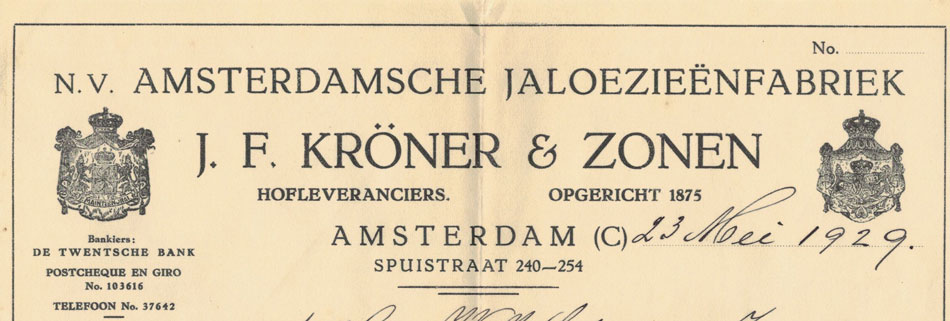 No.
N.V. AMSTERDAMSCHE JALOEZIEËNFABRIEK
J. F. KRÖNER & ZONEN
HOFLEVERANCIERS. OPGERICHT 1875
AMSTERDAM (C) 23 Mei 1929.
SPUISTRAAT 240—254
Bankiers:
DE TWENTSCHE BANK
POSTCHEQUE EN GIRO
No. 103616
TELEFOON No. 37642